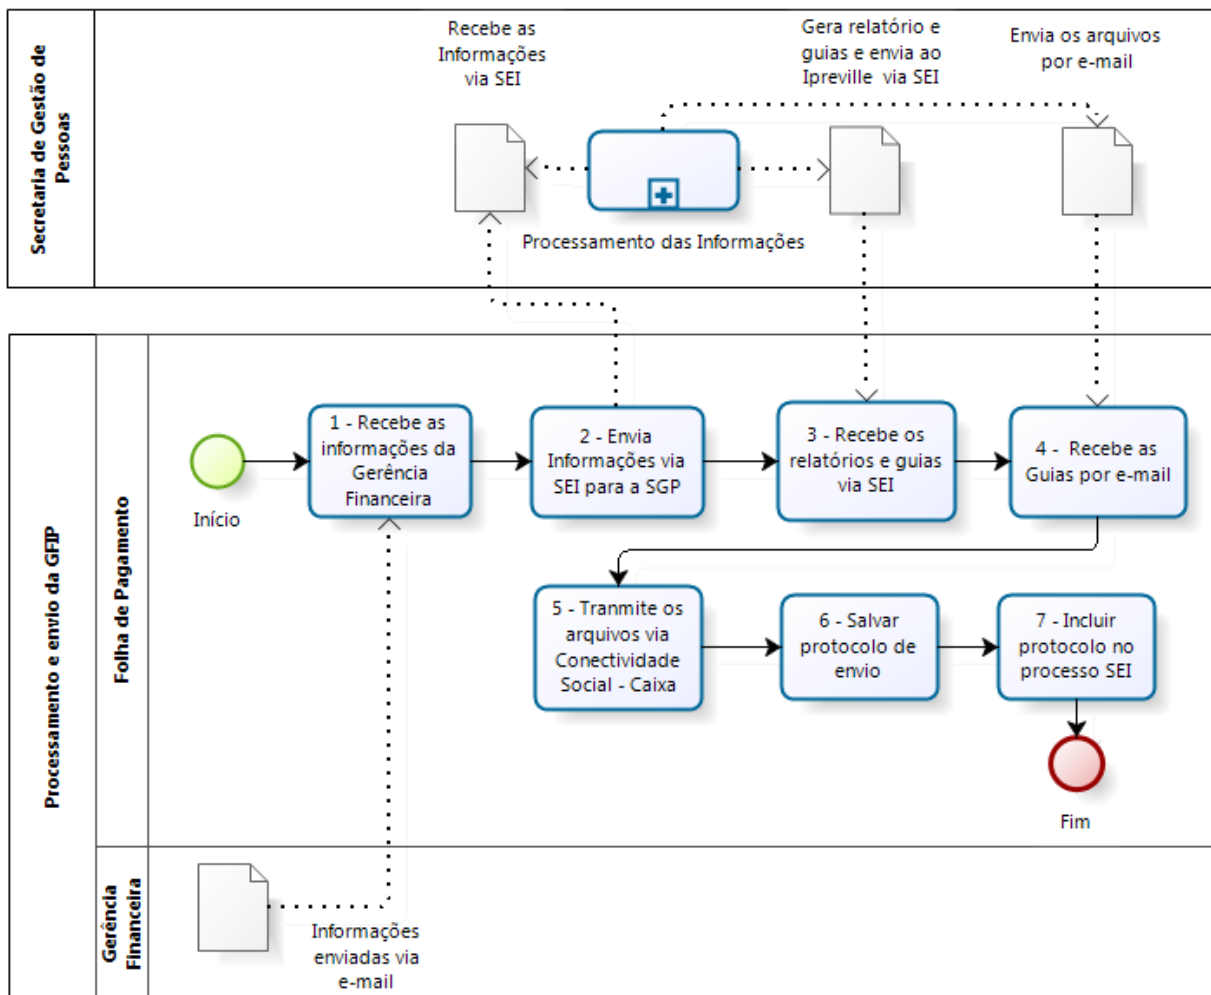 Secretaria de Gestão de
Pessoas
Recebe as
Informações
via SEI
Gera relatório e
guias e envia ao
Ipreville via SEI
Envia os arquivos
por e-mail
Processamento das Informações
Processamento e envio da GFIP
Folha de Pagamento
Início
1 - Recebe as
informações da
Gerência
Financeira
2 - Envia
Informações via
SEI para a SGP
3 - Recebe os
relatórios e guias
via SEI
4 - Recebe as
Guias por e-mail
5 - Tranmite os
arquivos via
Conectividade
Social - Caixa
6 - Salvar
protocolo de
envio
7 - Incluir
protocolo no
processo SEI
Fim
Gerência
Financeira
Informações
enviadas via
e-mail